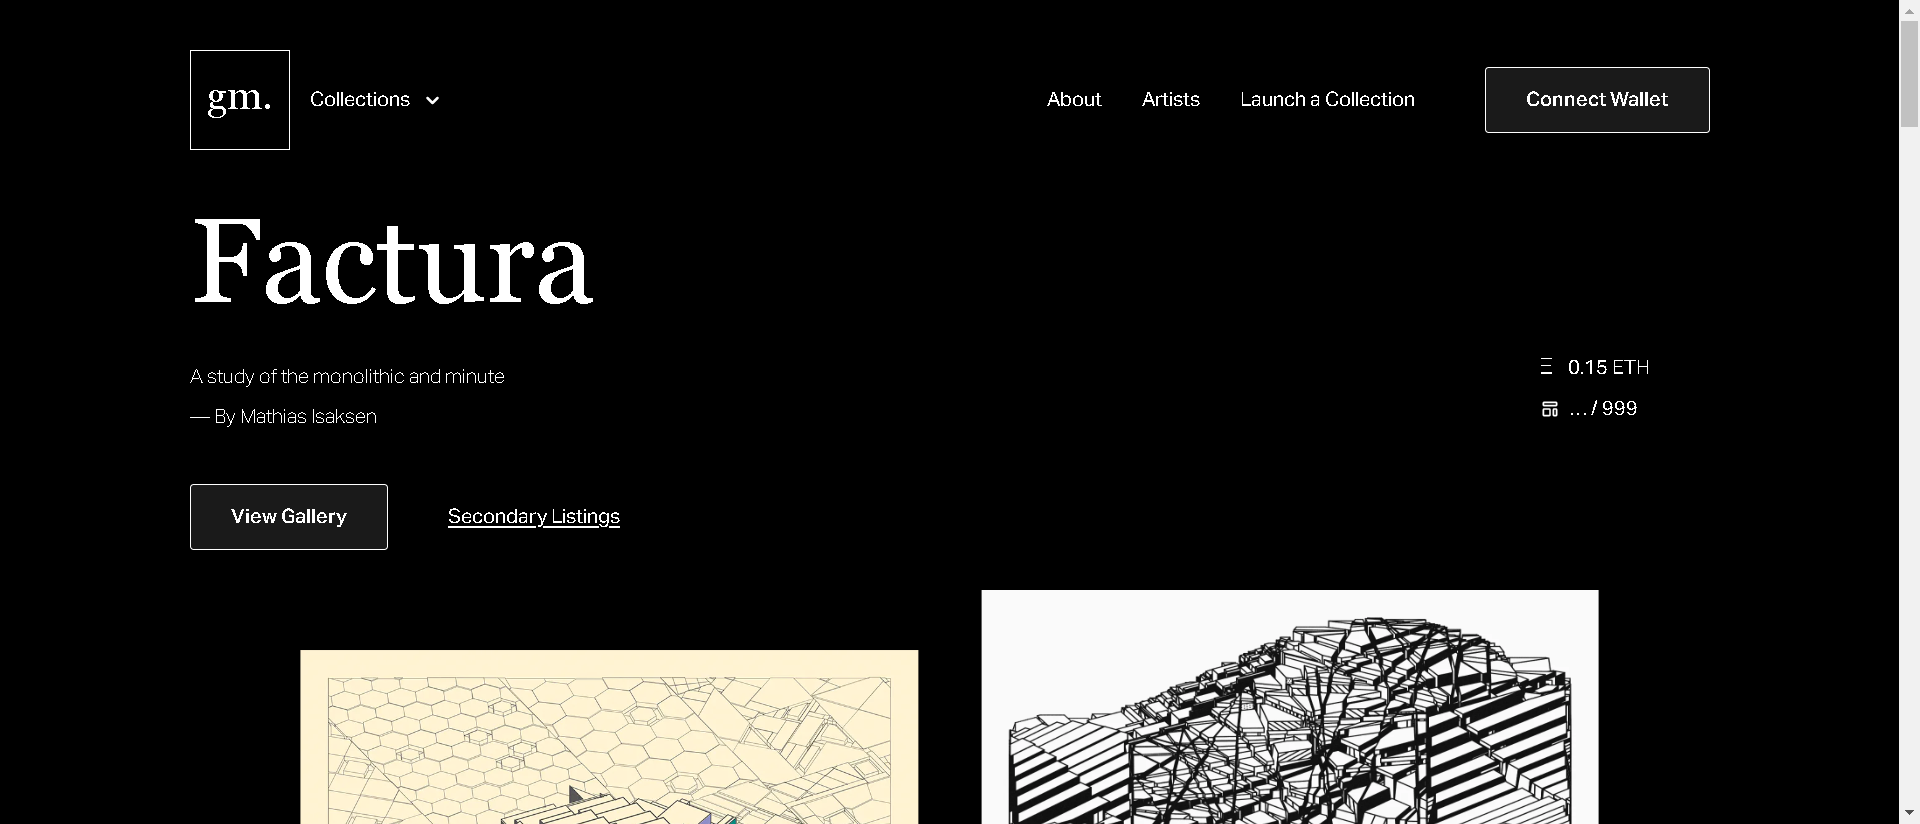 gm.
Collections
About
Artists
Launch a Collection
Connect Wallet
Factura
A study of the monolithic and minute
— By Mathias Isaksen
0.15 ETH
... / 999
View Gallery
Secondary Listings